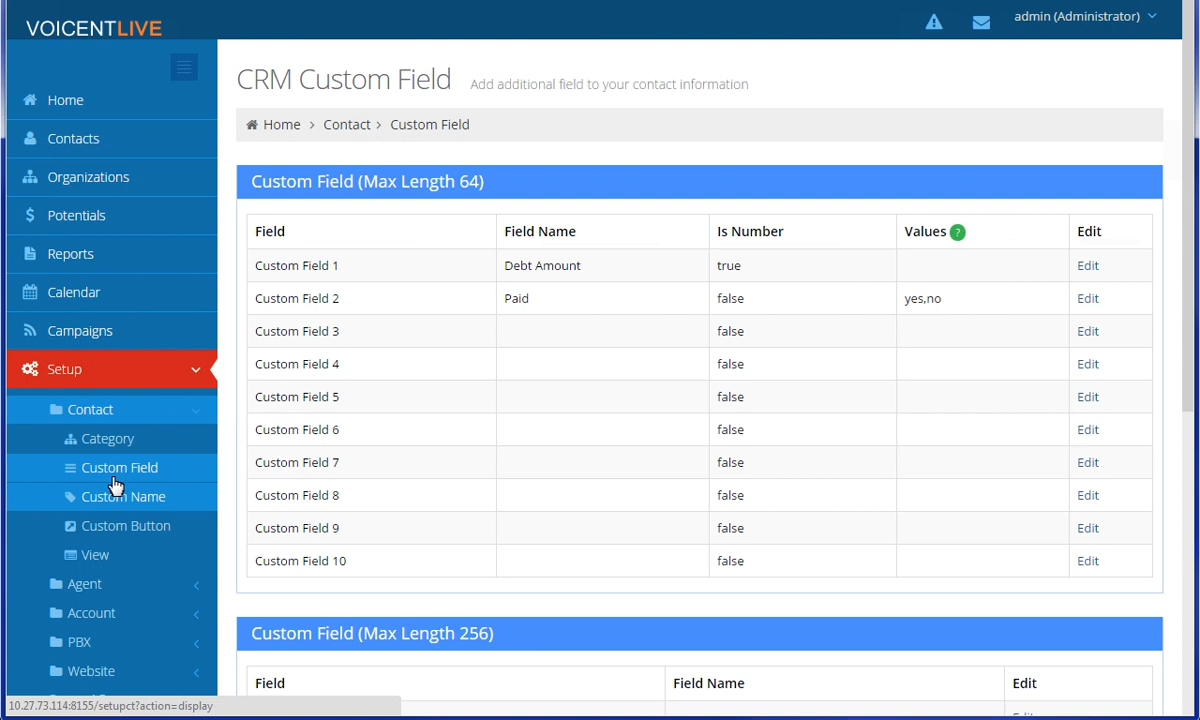 VOICENTLIVE
admin (Administrator)
Home
Contacts
Organizations
Potentials
Reports
Calendar
Campaigns
Setup
Contact
Category
Custom Field
Custom Name
Custom Button
View
Agent
Account
PBX
Website
10.27.73.114:8155/setupct?action=display
CRM Custom Field Add additional field to your contact information
Home > Contact > Custom Field
Custom Field (Max Length 64)
Field Field Name Is Number Values ? Edit
Custom Field 1 Debt Amount true Edit
Custom Field 2 Paid false yes,no Edit
Custom Field 3 false Edit
Custom Field 4 false Edit
Custom Field 5 false Edit
Custom Field 6 false Edit
Custom Field 7 false Edit
Custom Field 8 false Edit
Custom Field 9 false Edit
Custom Field 10 false Edit
Custom Field (Max Length 256)
Field Field Name Edit